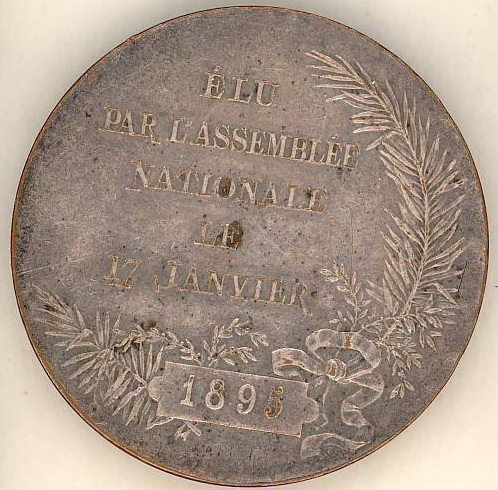 ÉLU
PAR L'ASSEMBLÉE
NATIONALE
LE
17 JANVIER
1895